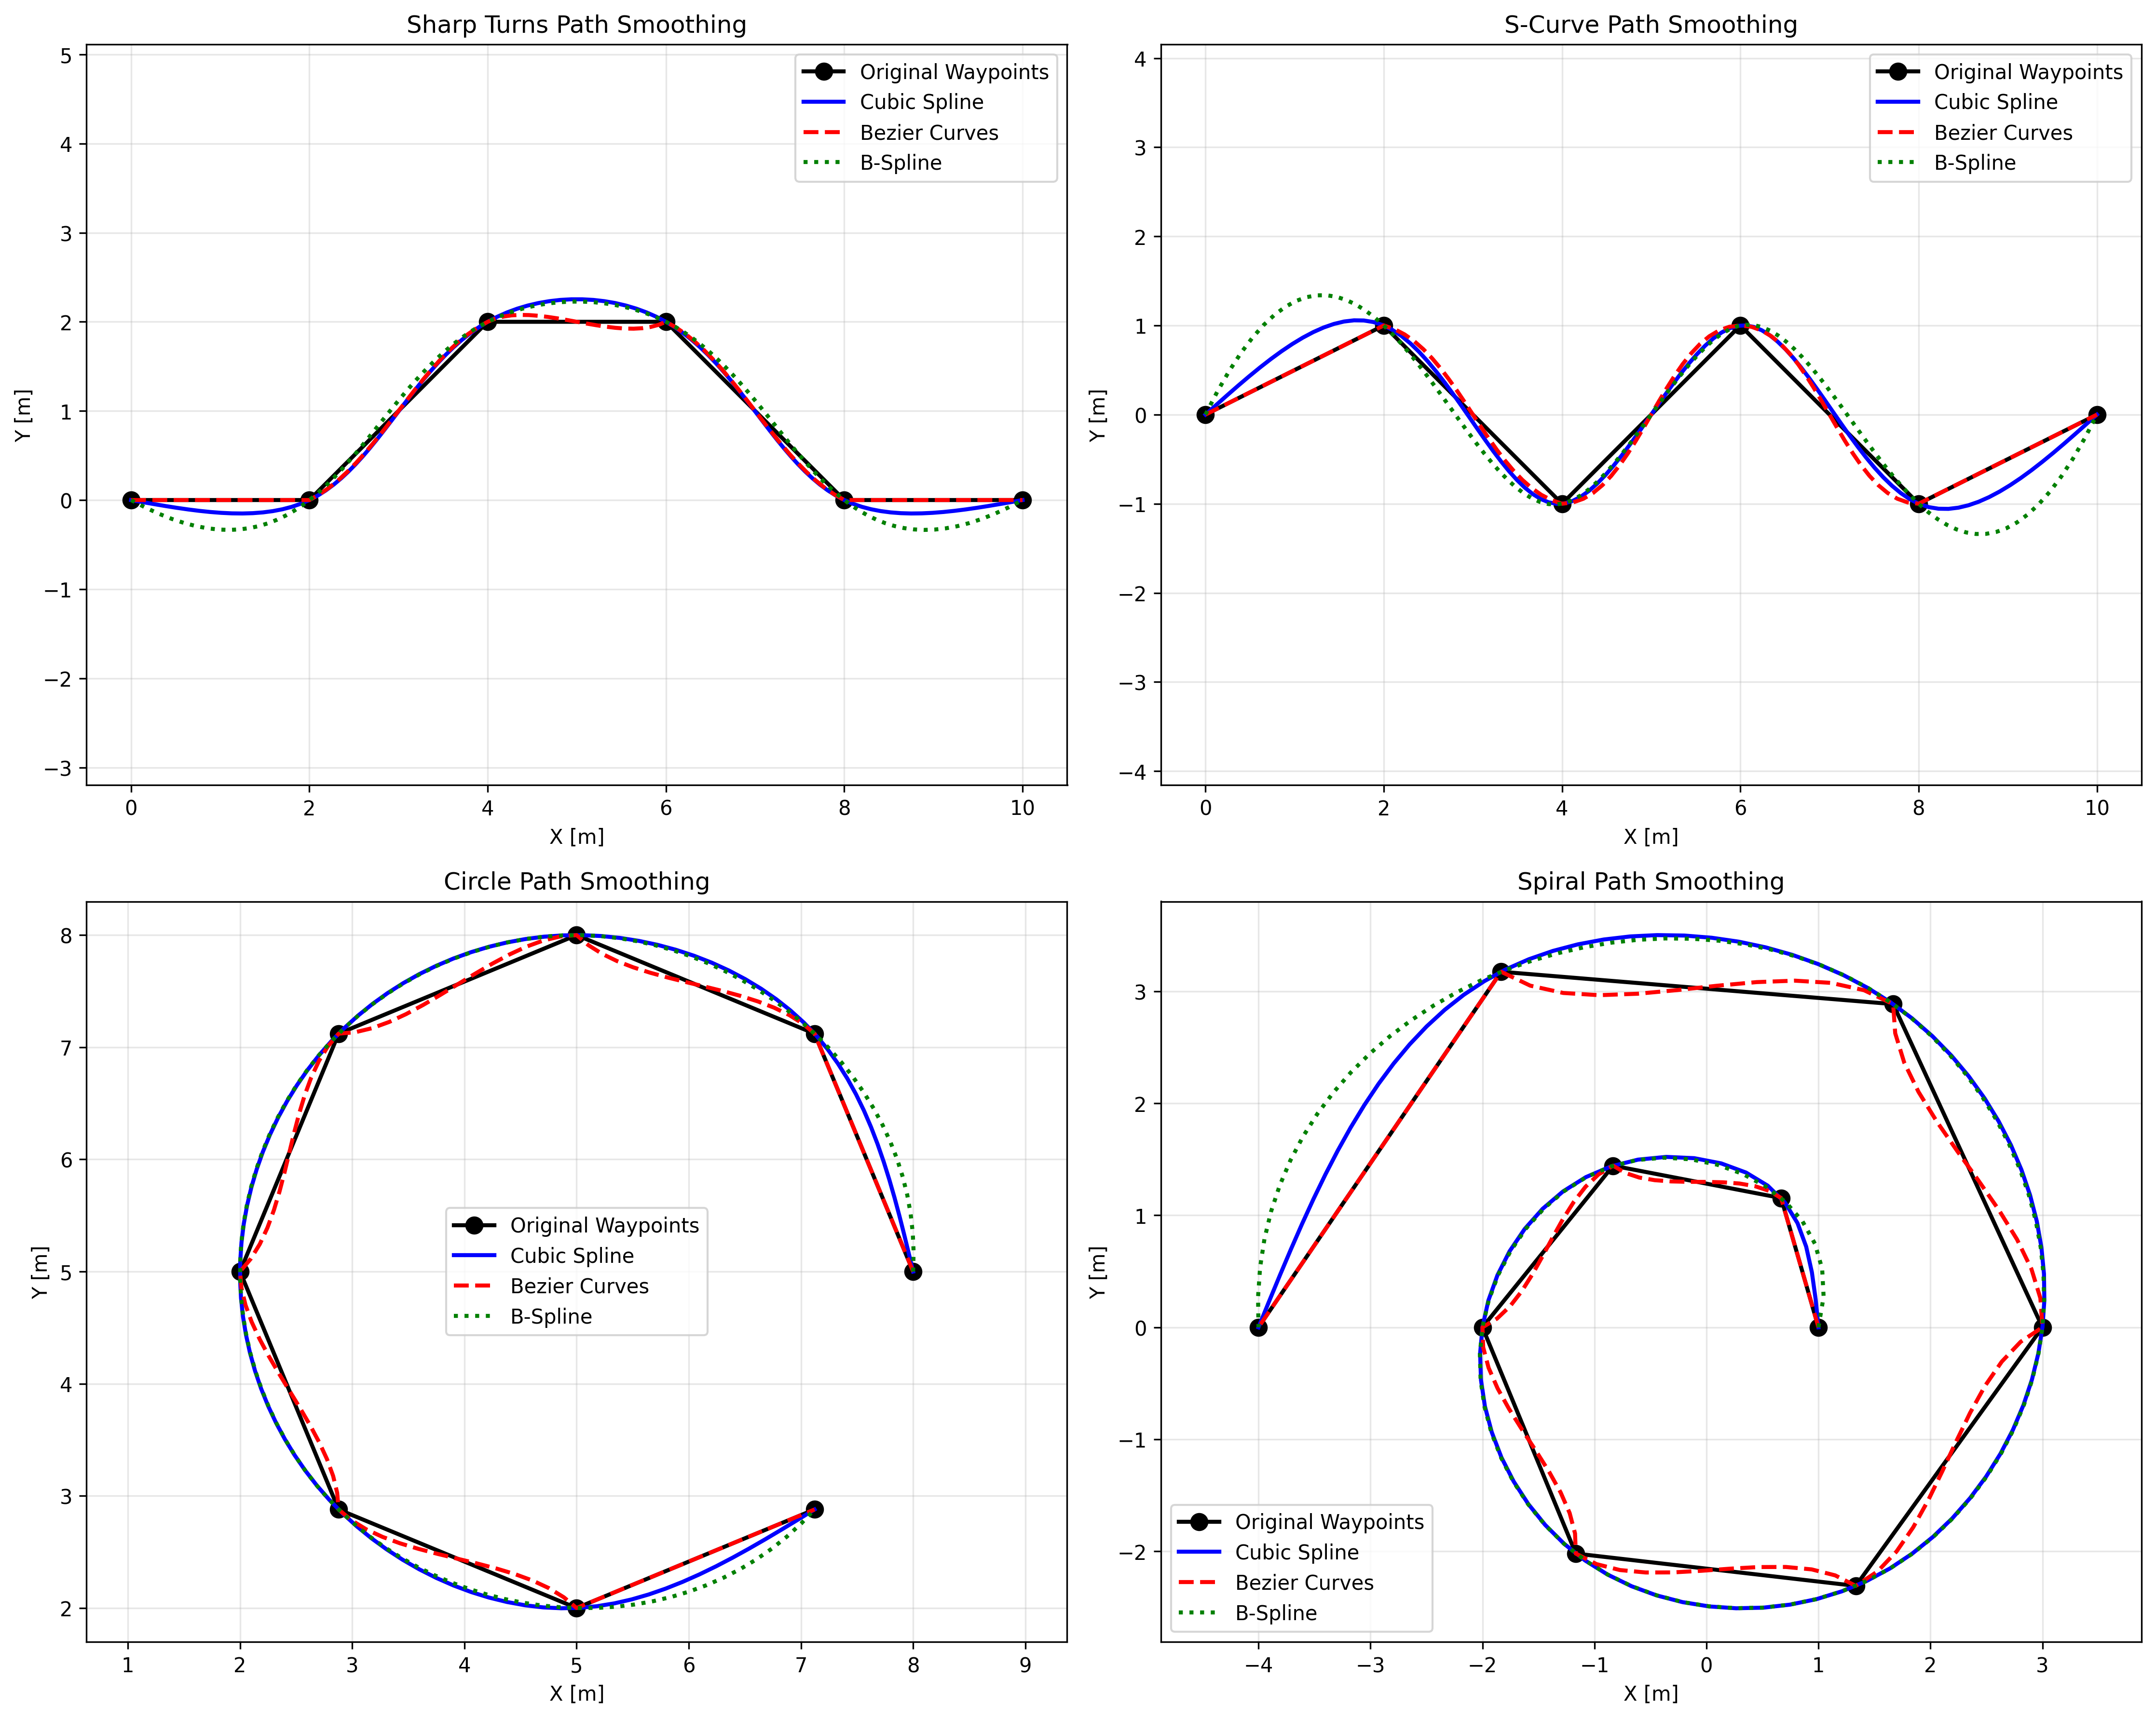 Sharp Turns Path Smoothing
5
4
3
2
1
0
−1
−2
−3
Y [m]
0 2 4 6 8 10
X [m]
Original Waypoints
Cubic Spline
Bezier Curves
B-Spline
S-Curve Path Smoothing
4
3
2
1
0
−1
−2
−3
−4
Y [m]
0 2 4 6 8 10
X [m]
Original Waypoints
Cubic Spline
Bezier Curves
B-Spline
Circle Path Smoothing
8
7
6
5
4
3
2
Y [m]
1 2 3 4 5 6 7 8 9
X [m]
Original Waypoints
Cubic Spline
Bezier Curves
B-Spline
Spiral Path Smoothing
3
2
1
0
−1
−2
Y [m]
−4 −3 −2 −1 0 1 2 3
X [m]
Original Waypoints
Cubic Spline
Bezier Curves
B-Spline